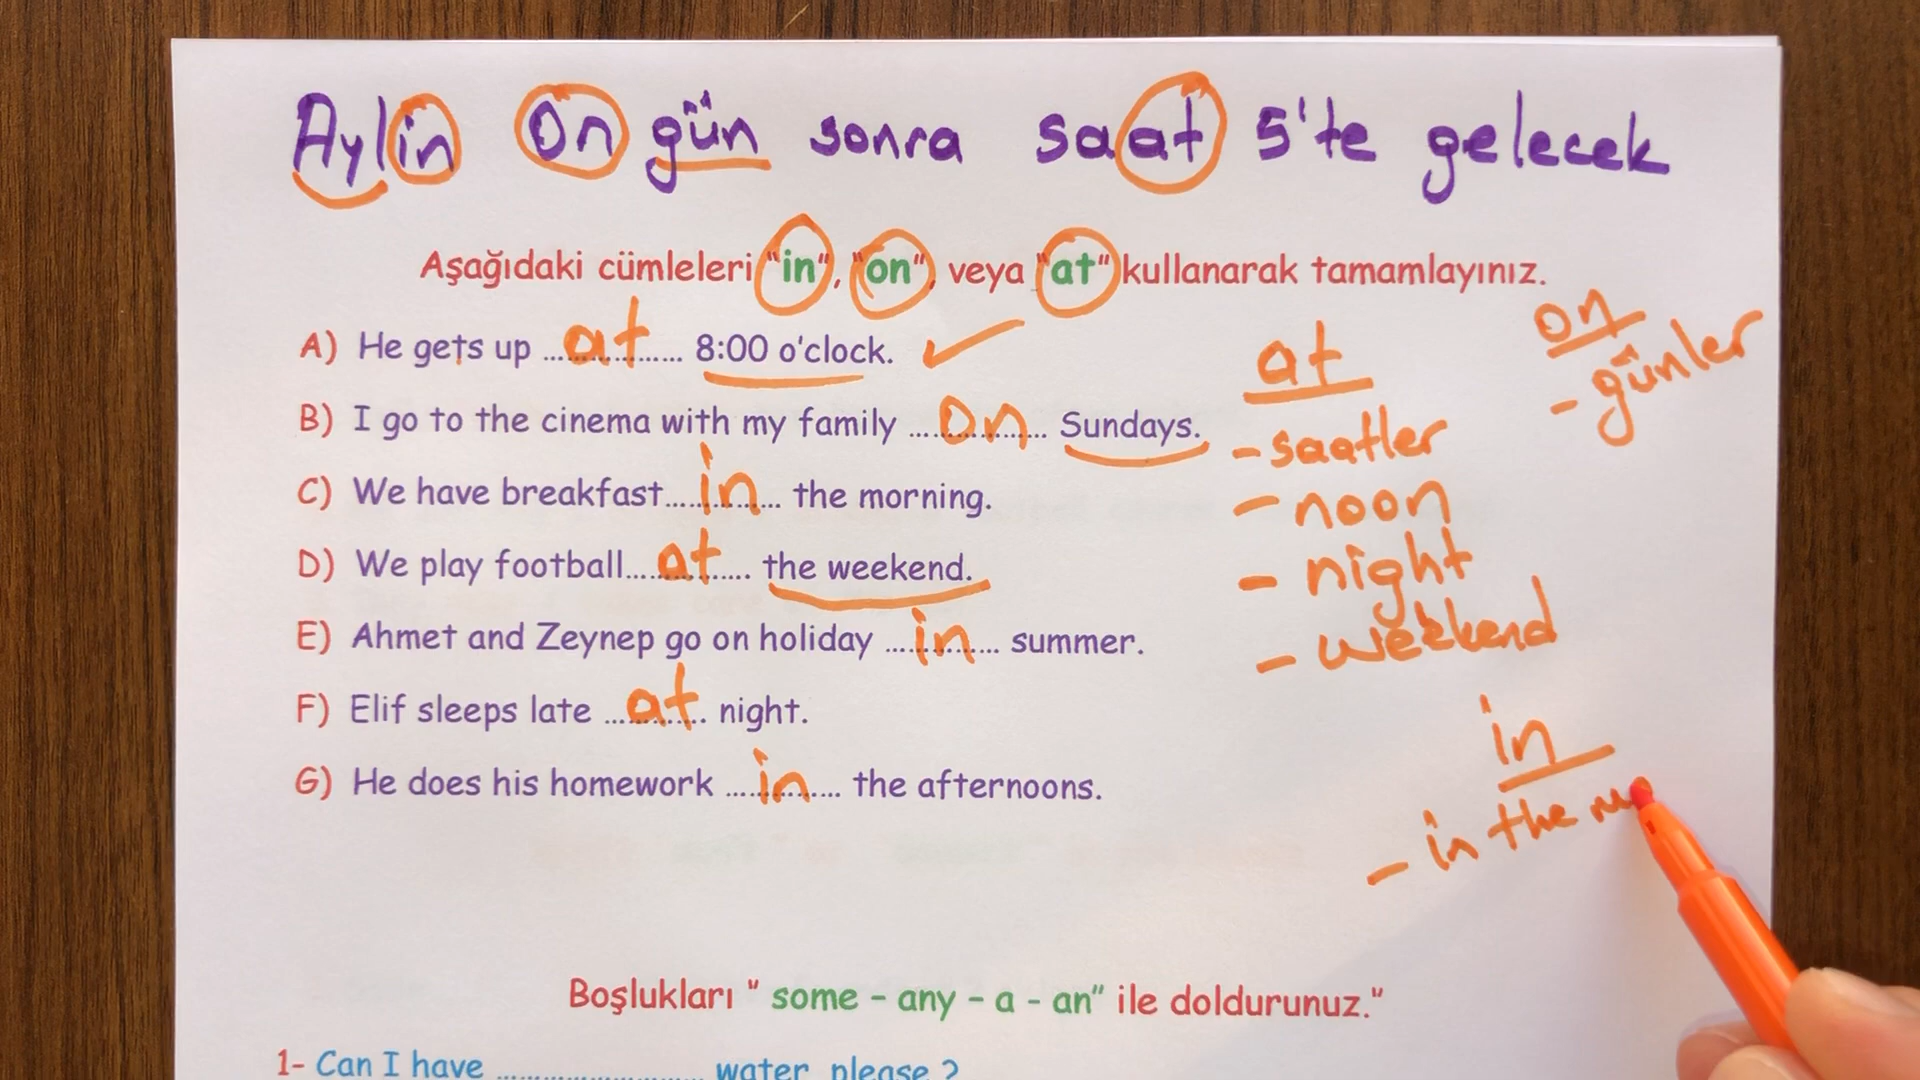 Aylin On gün sonra saat 5'te gelecek
Aşağıdaki cümleleri "in", "on", veya "at" kullanarak tamamlayınız.
A) He gets up ...at... 8:00 o'clock.
B) I go to the cinema with my family ...on... Sundays.
C) We have breakfast...in... the morning.
D) We play football...at... the weekend.
E) Ahmet and Zeynep go on holiday ...in... summer.
F) Elif sleeps late ...at... night.
G) He does his homework ...in... the afternoons.
at
- saatler
- noon
- night
- weekend
on
- günler
in
- in the
Boşlukları " some - any - a - an" ile doldurunuz."
1- Can I have .................... water please ?